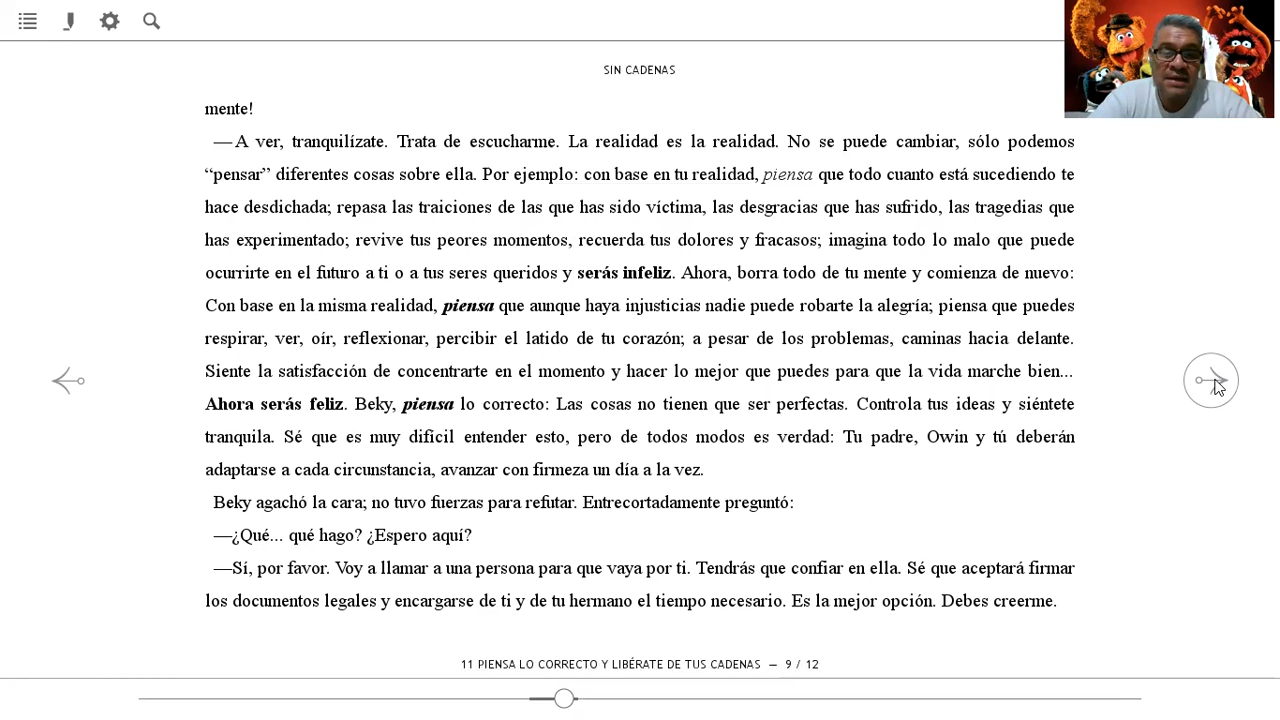 SIN CADENAS
mente!
—A ver, tranquilízate. Trata de escucharme. La realidad es la realidad. No se puede cambiar, sólo podemos
“pensar” diferentes cosas sobre ella. Por ejemplo: con base en tu realidad, piensa que todo cuanto está sucediendo te
hace desdichada; repasa las traiciones de las que has sido víctima, las desgracias que has sufrido, las tragedias que
has experimentado; revive tus peores momentos, recuerda tus dolores y fracasos; imagina todo lo malo que puede
ocurrirte en el futuro a ti o a tus seres queridos y serás infeliz. Ahora, borra todo de tu mente y comienza de nuevo:
Con base en la misma realidad, piensa que aunque haya injusticias nadie puede robarte la alegría; piensa que puedes
respirar, ver, oír, reflexionar, percibir el latido de tu corazón; a pesar de los problemas, caminas hacia delante.
Siente la satisfacción de concentrarte en el momento y hacer lo mejor que puedes para que la vida marche bien...
Ahora serás feliz. Beky, piensa lo correcto: Las cosas no tienen que ser perfectas. Controla tus ideas y siéntete
tranquila. Sé que es muy difícil entender esto, pero de todos modos es verdad: Tu padre, Owin y tú deberán
adaptarse a cada circunstancia, avanzar con firmeza un día a la vez.
Beky agachó la cara; no tuvo fuerzas para refutar. Entrecortadamente preguntó:
—¿Qué... qué hago? ¿Espero aquí?
—Sí, por favor. Voy a llamar a una persona para que vaya por ti. Tendrás que confiar en ella. Sé que aceptará firmar
los documentos legales y encargarse de ti y de tu hermano el tiempo necesario. Es la mejor opción. Debes creerme.
11 PIENSA LO CORRECTO Y LIBÉRATE DE TUS CADENAS — 9 / 12